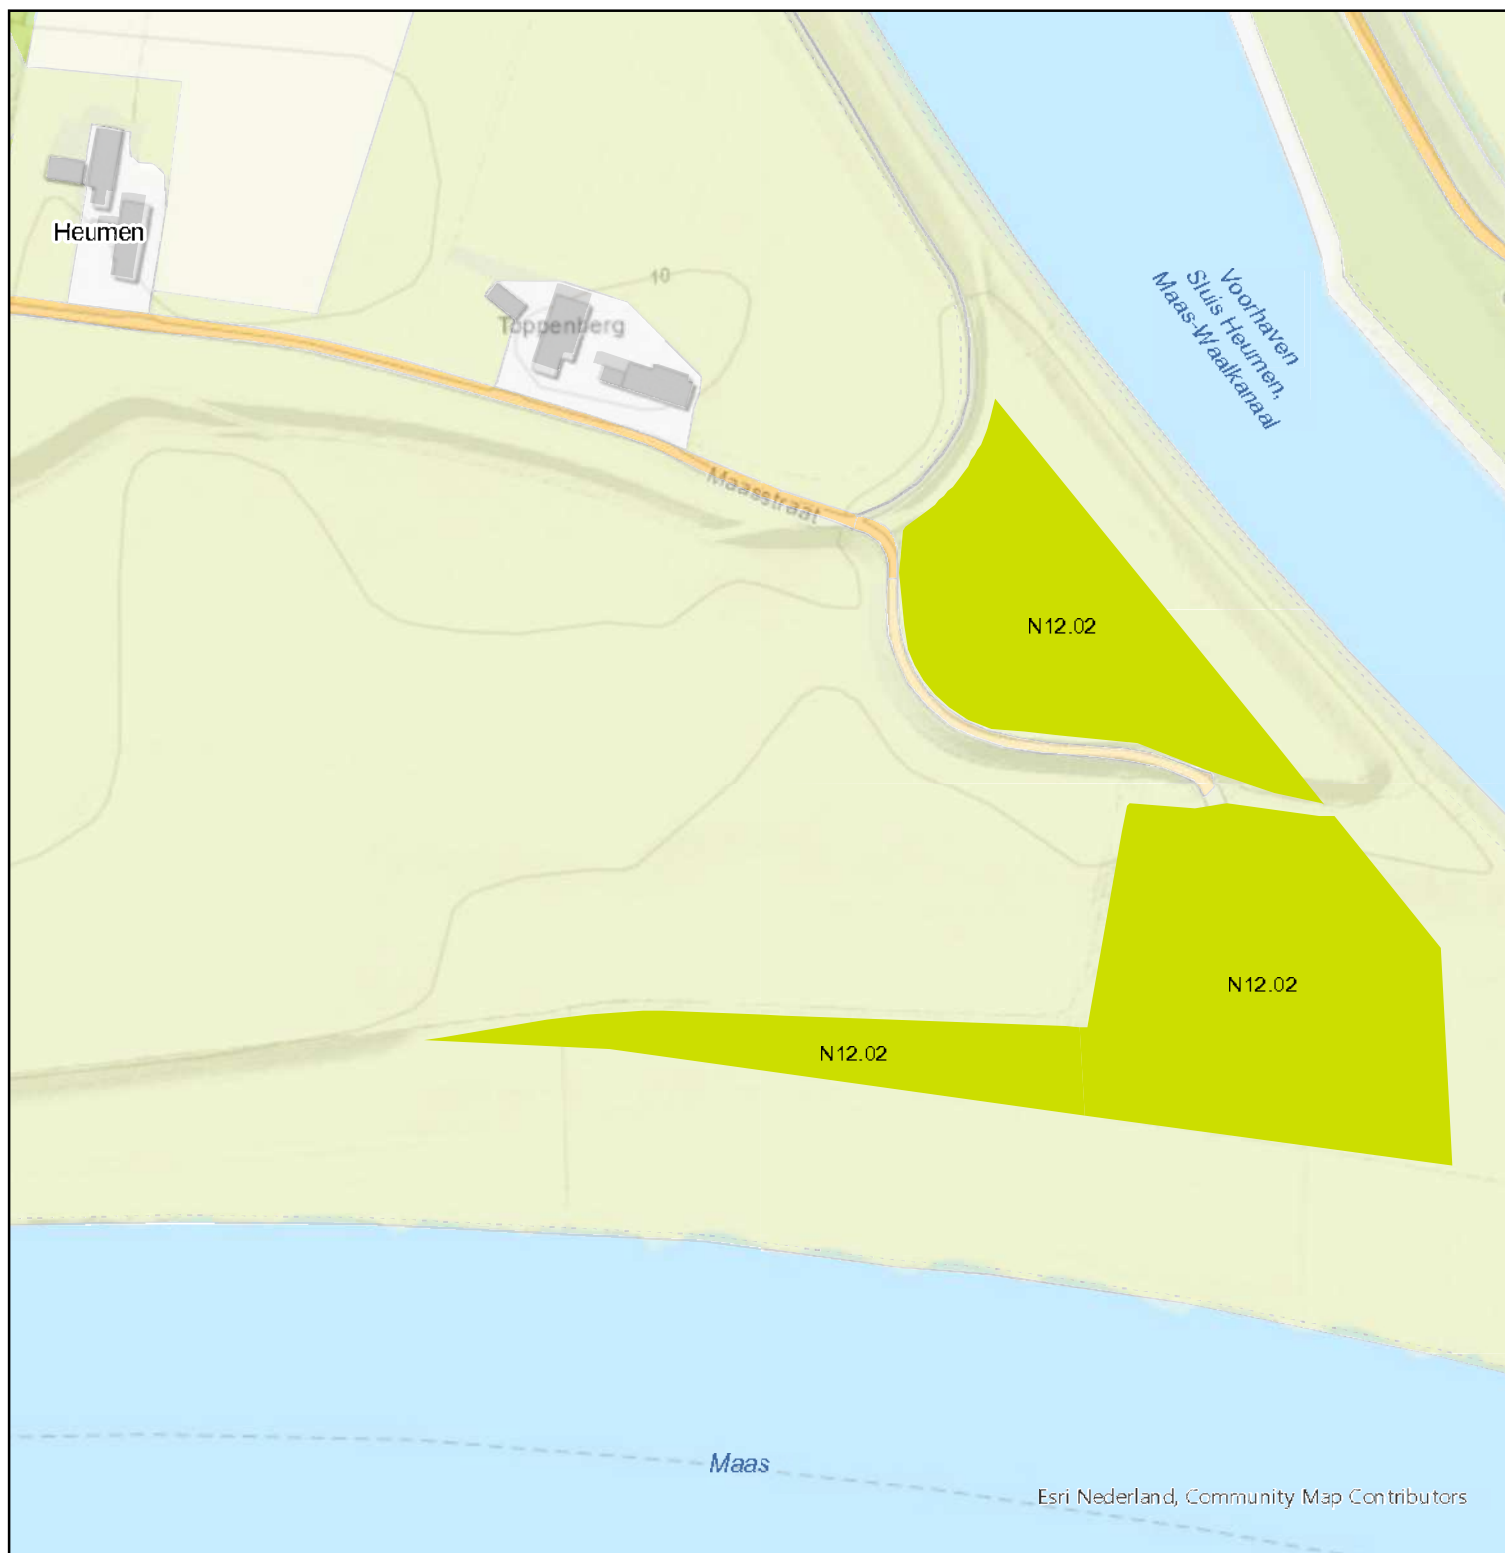 Heumen
10
Toppenberg
Voorhaven
Sluis Heumen,
Maas-Waalkanaal
Maasstraat
N12.02
N12.02
N12.02
Maas
Esri Nederland, Community Map Contributors